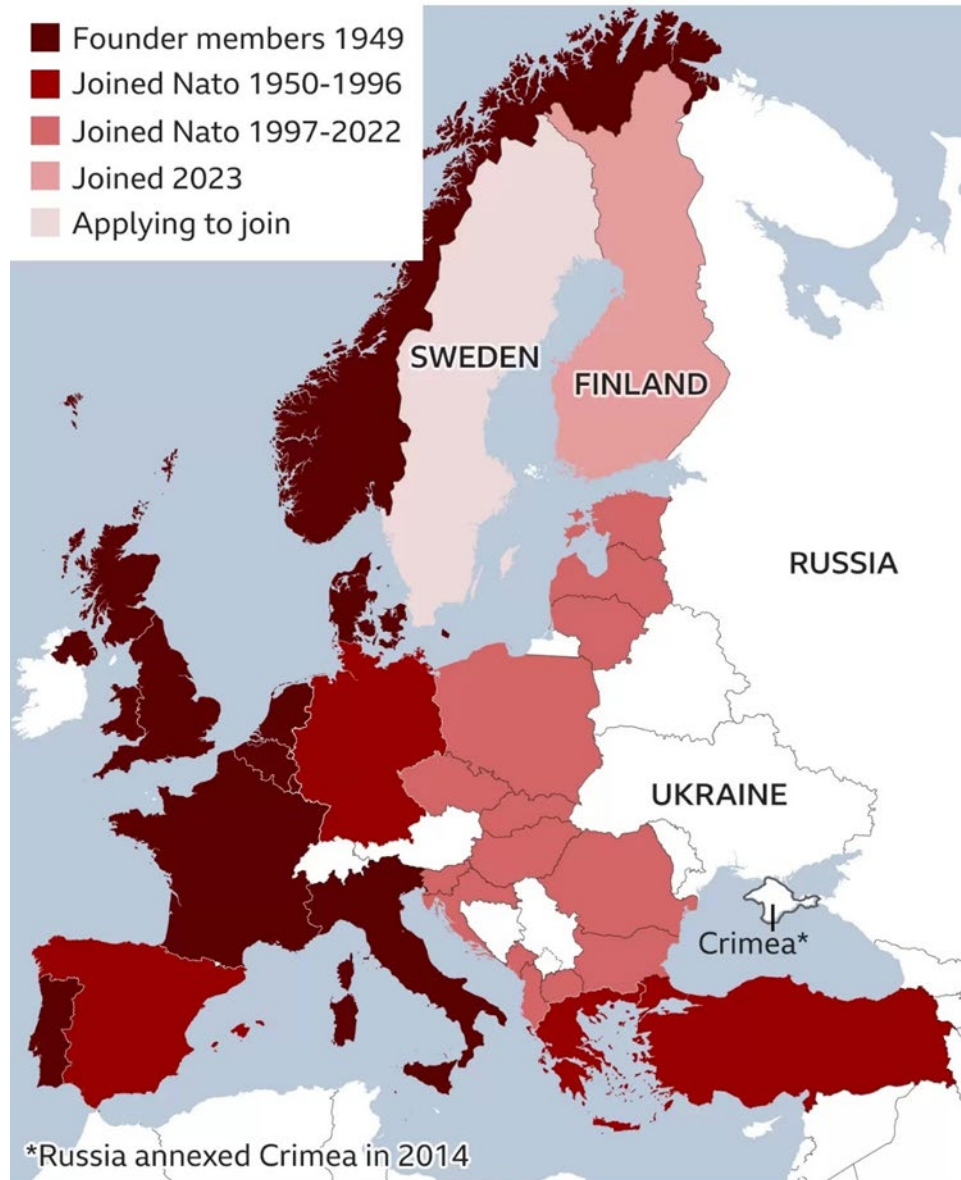 Founder members 1949
Joined Nato 1950-1996
Joined Nato 1997-2022
Joined 2023
Applying to join
SWEDEN
FINLAND
RUSSIA
UKRAINE
Crimea*
*Russia annexed Crimea in 2014